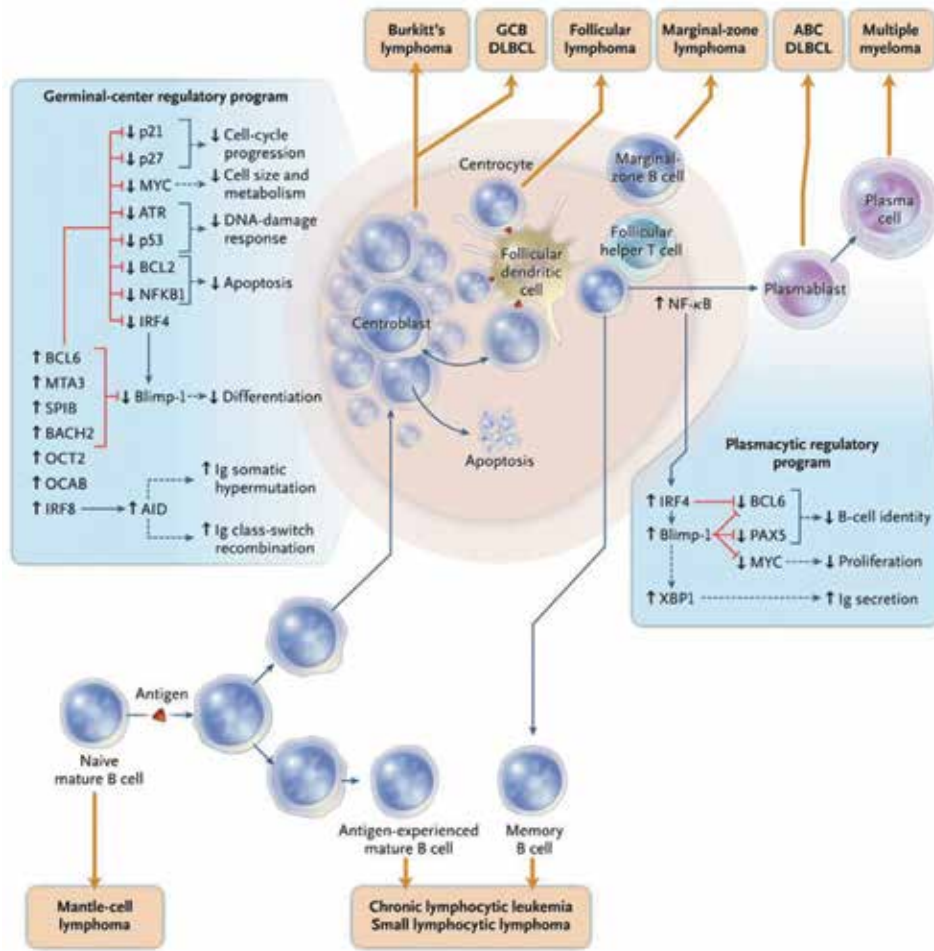 Burkitt's
lymphoma
GCB
DLBCL
Follicular
lymphoma
Marginal-zone
lymphoma
ABC
DLBCL
Multiple
myeloma
Germinal-center regulatory program
↓ p21
↓ p27
↓ Cell-cycle
progression
↓ MYC
↓ Cell size and
metabolism
↓ ATR
↓ p53
↓ DNA-damage
response
↓ BCL2
↓ NFKB1
↓ Apoptosis
↓ IRF4
↑ BCL6
↑ MTA3
↑ SPIB
↑ BACH2
↑ OCT2
↑ OCAB
↑ IRF8
↓ Blimp-1
↓ Differentiation
↑ AID
↑ Ig somatic
hypermutation
↑ Ig class-switch
recombination
Centrocyte
Marginal-
zone B cell
Follicular
helper T cell
Follicular
dendritic
cell
Centroblast
Apoptosis
↑ NF-κB
Plasmablast
Plasma
cell
Plasmacytic regulatory
program
↑ IRF4
↓ BCL6
↑ Blimp-1
↓ PAX5
↓ B-cell identity
↓ MYC
↓ Proliferation
↑ XBP1
↑ Ig secretion
Antigen
Naive
mature B cell
Antigen-experienced
mature B cell
Memory
B cell
Mantle-cell
lymphoma
Chronic lymphocytic leukemia
Small lymphocytic lymphoma